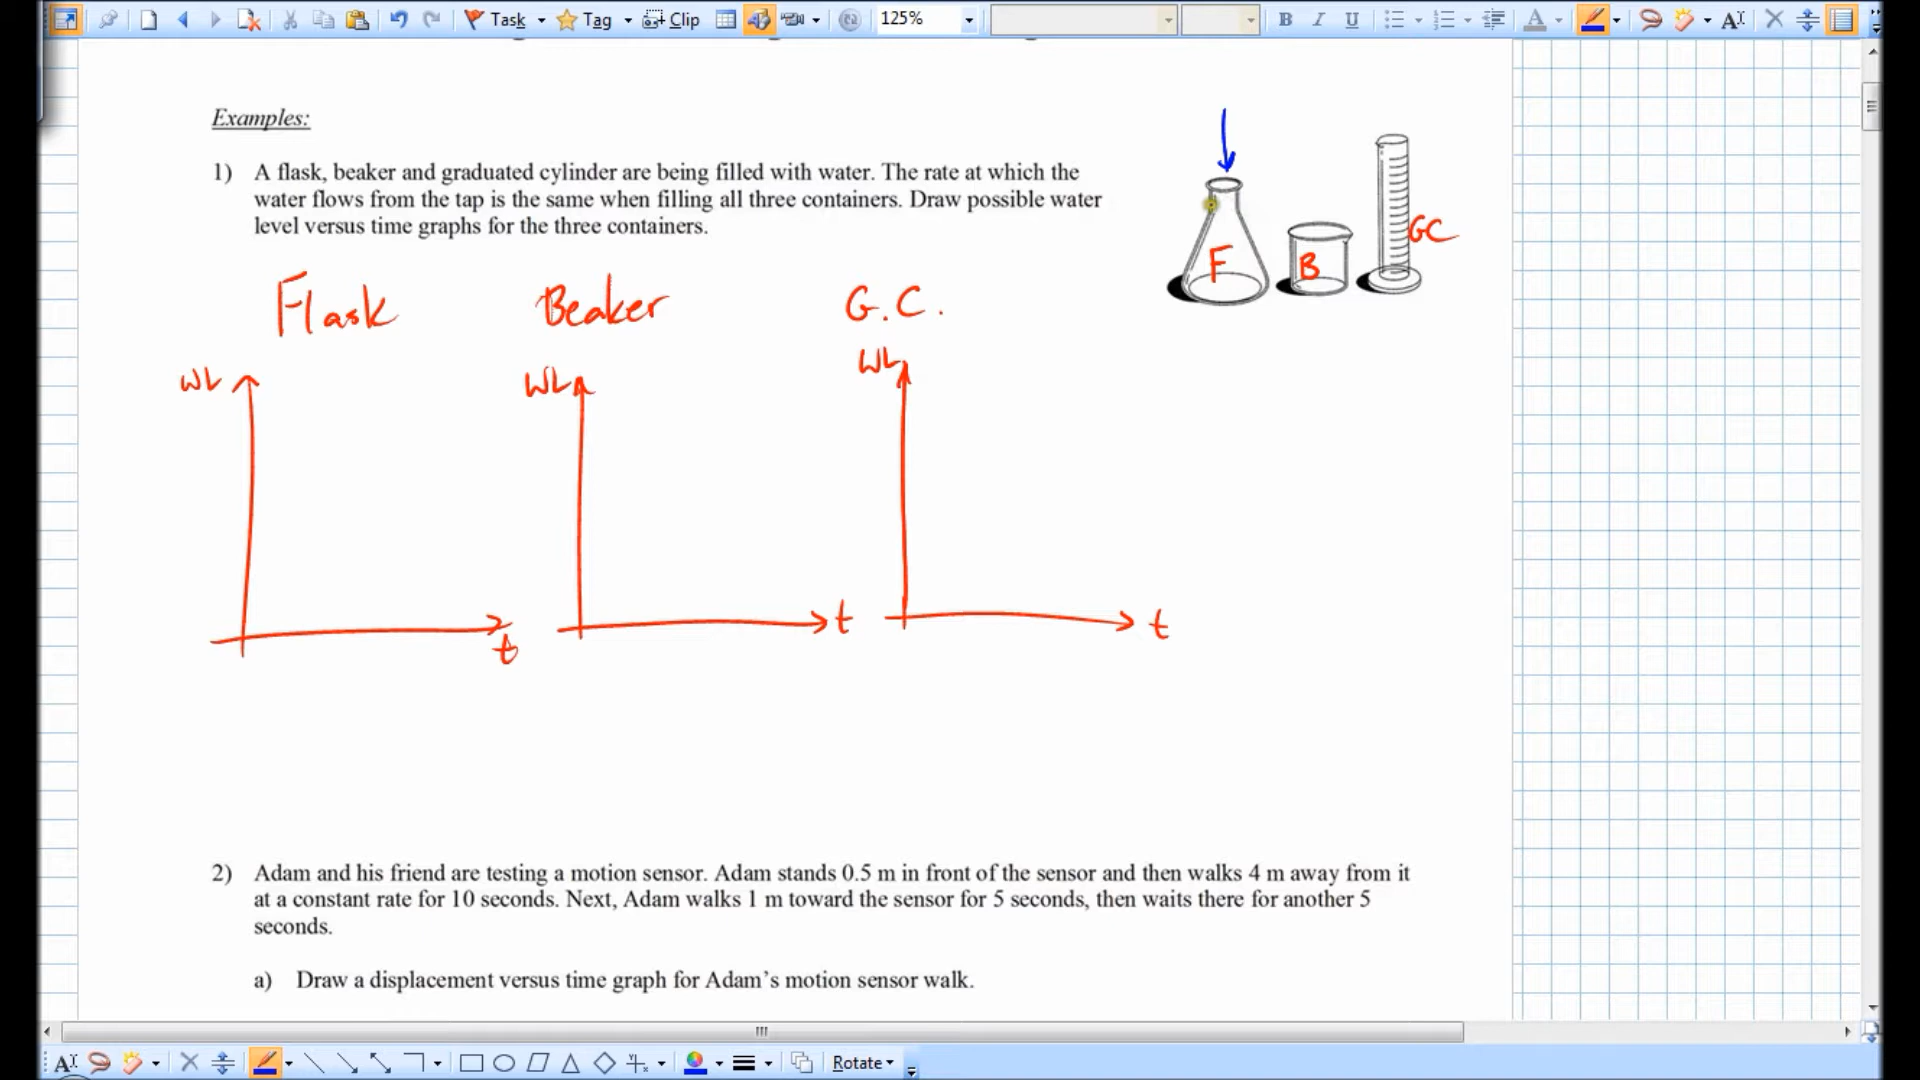 Task
Tag
Clip
125%
B I U
A
Examples:
1) A flask, beaker and graduated cylinder are being filled with water. The rate at which the
water flows from the tap is the same when filling all three containers. Draw possible water
level versus time graphs for the three containers.
F
B
GC
Flask
Beaker
G.C.
WL
WL
WL
t
t
t
2) Adam and his friend are testing a motion sensor. Adam stands 0.5 m in front of the sensor and then walks 4 m away from it
at a constant rate for 10 seconds. Next, Adam walks 1 m toward the sensor for 5 seconds, then waits there for another 5
seconds.
a) Draw a displacement versus time graph for Adam's motion sensor walk.
Rotate